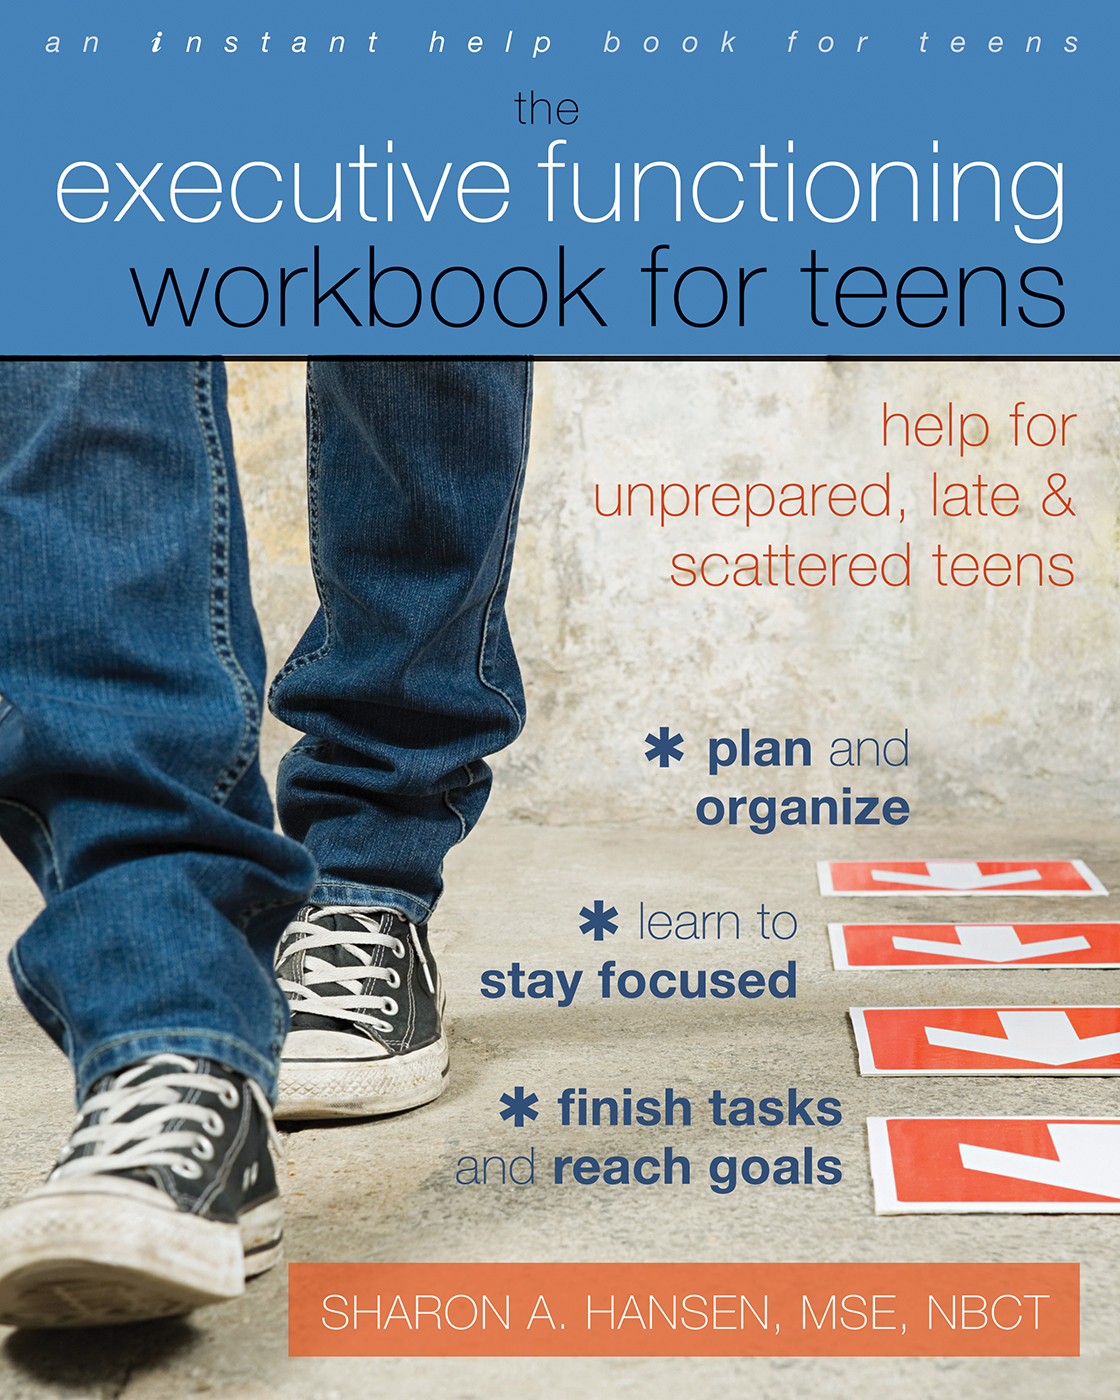 an instant help book for teens
the
executive functioning
workbook for teens
help for
unprepared, late &
scattered teens
* plan and
organize
* learn to
stay focused
* finish tasks
and reach goals
SHARON A. HANSEN, MSE, NBCT